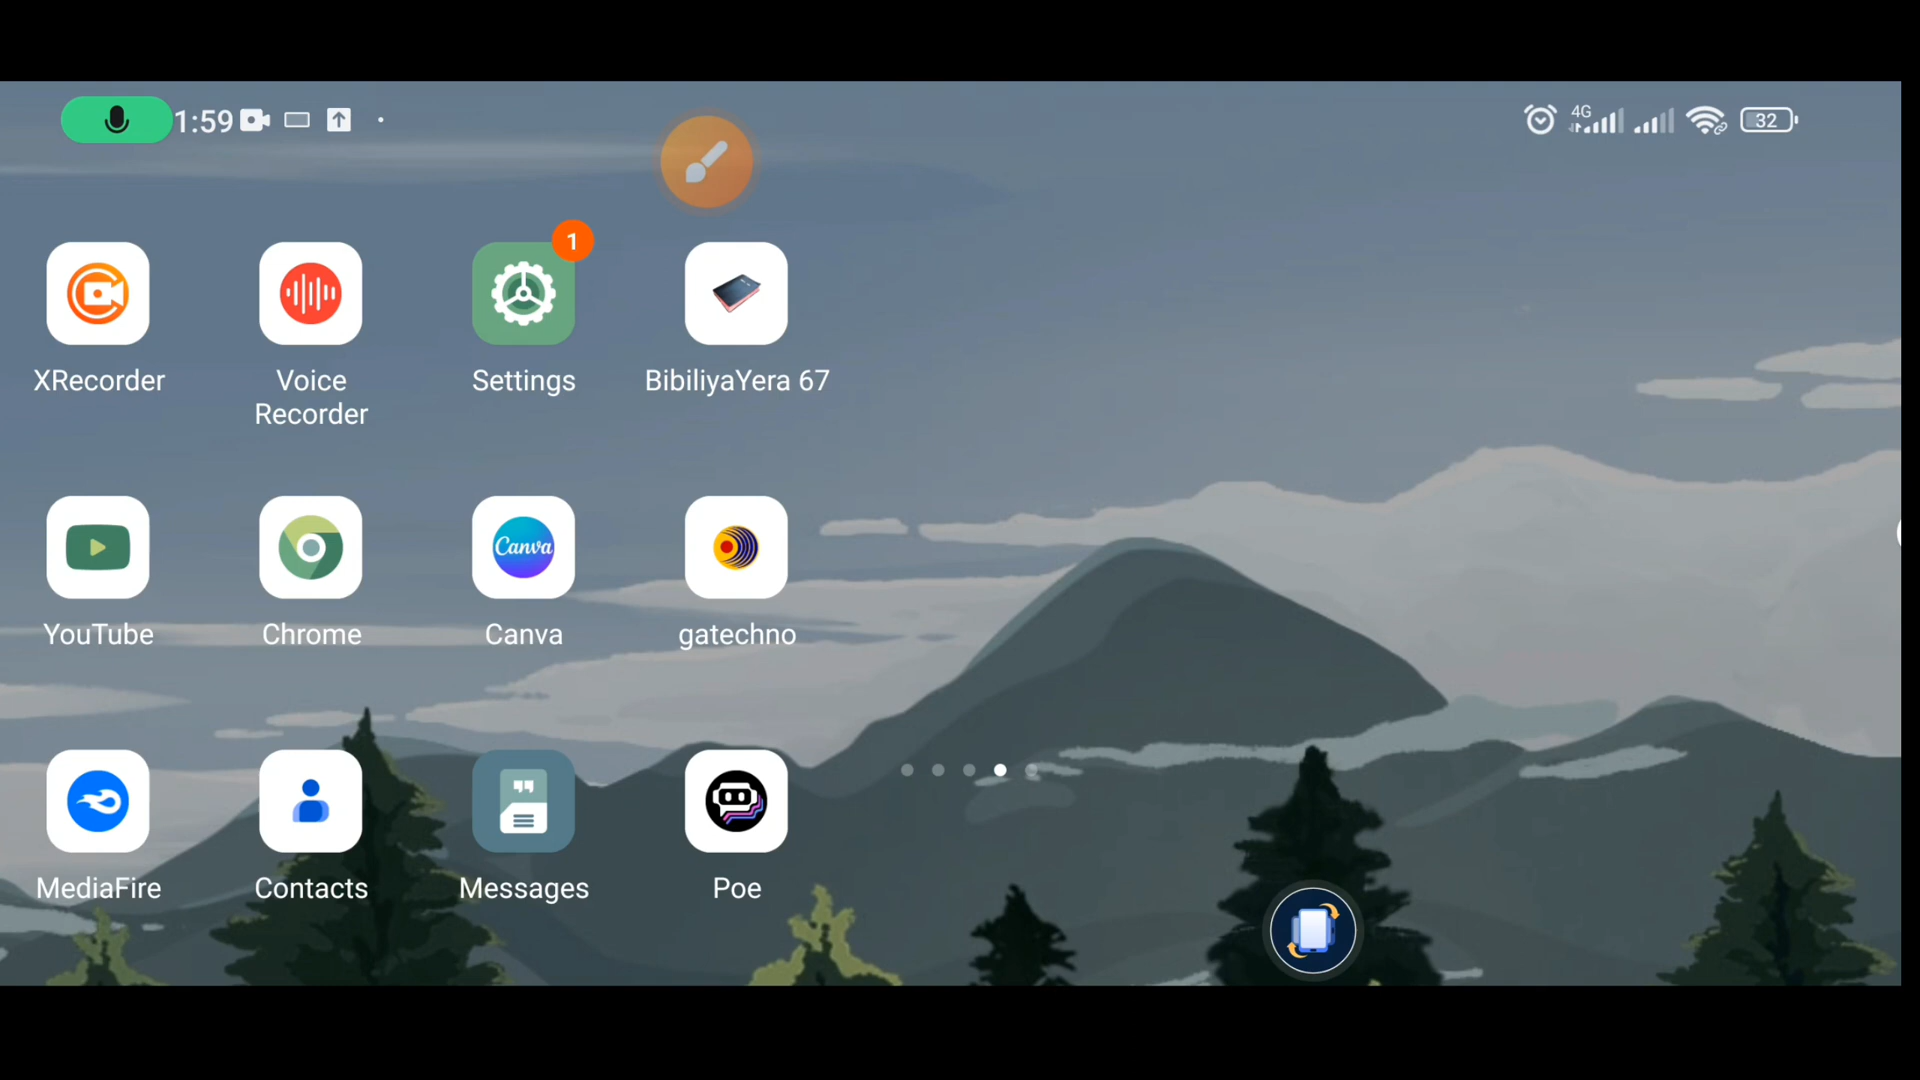 1:59
4G
32
1
XRecorder
Voice
Recorder
Settings
BibiliyaYera 67
Canva
YouTube
Chrome
Canva
gatechno
MediaFire
Contacts
Messages
Poe